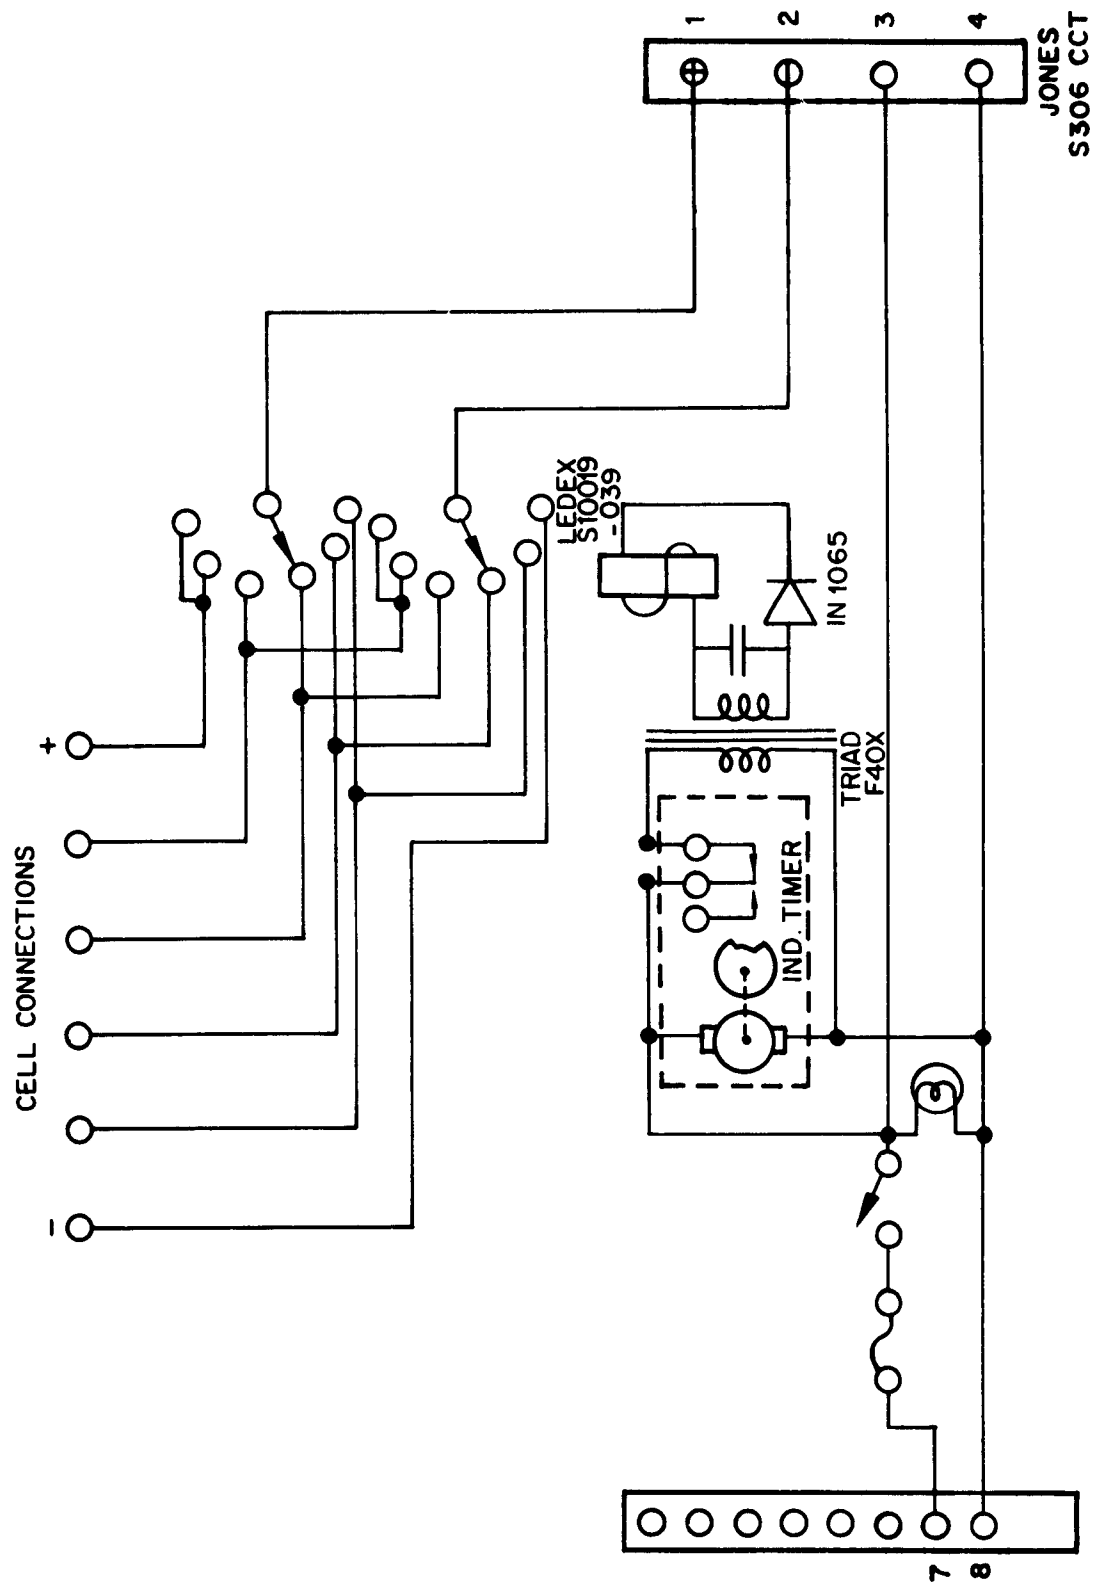 CELL CONNECTIONS
+
−
1
2
3
4
JONES
S306 CCT
LEDEX
S10019
-039
IN 1065
TRIAD
F40X
IND. TIMER
7
8